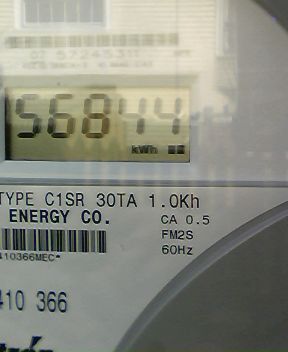 56844
kWh
TYPE C1SR 30TA 1.0Kh
ENERGY CO.
CA 0.5
FM2S
60Hz
410366MEC*
410 366